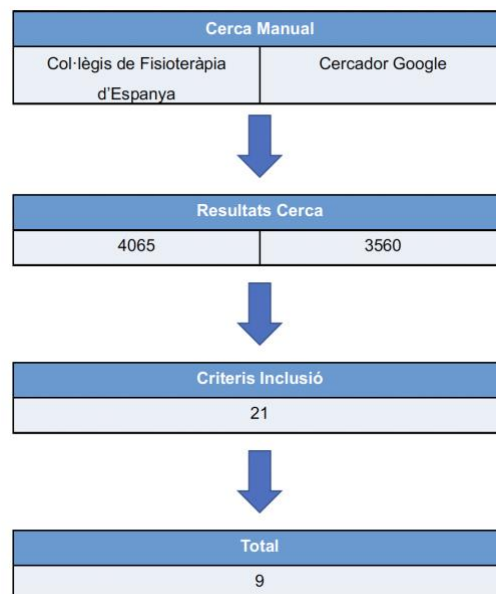 Cerca Manual
Col·lègis de Fisioteràpia Cercador Google
d'Espanya
Resultats Cerca
4065 3560
Criteris Inclusió
21
Total
9